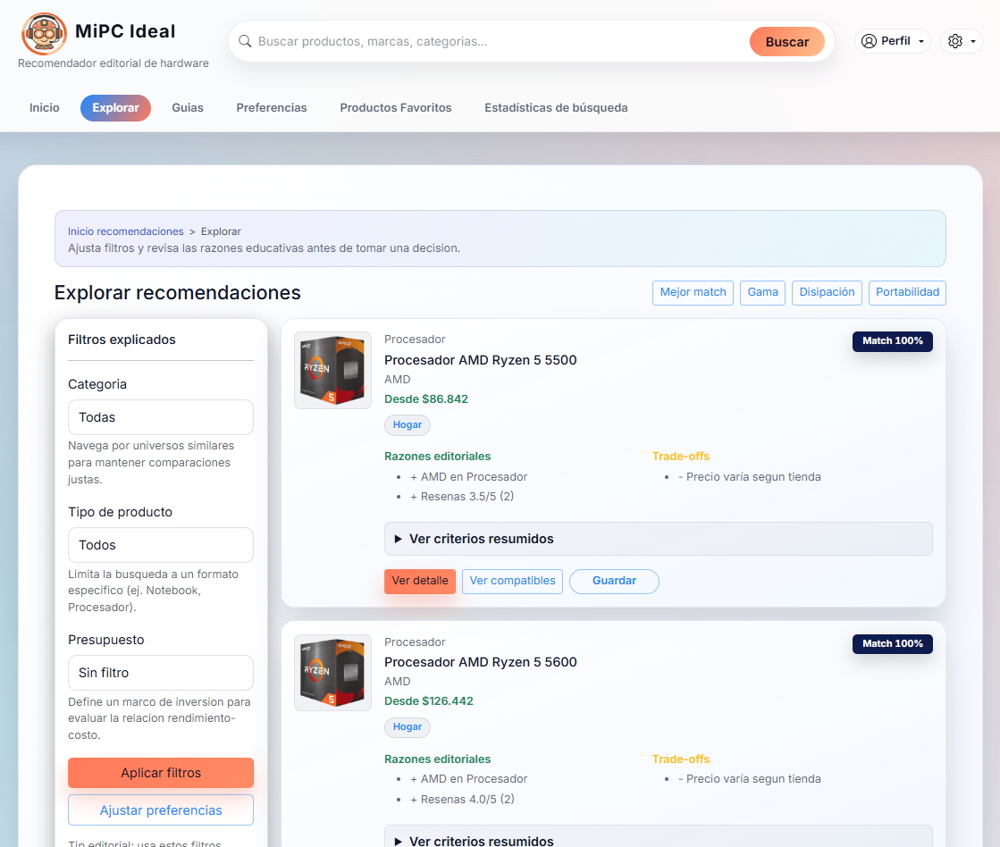 MiPC Ideal
Recomendador editorial de hardware
Buscar productos, marcas, categorias...
Buscar
Perfil
Inicio
Explorar
Guias
Preferencias
Productos Favoritos
Estadísticas de búsqueda
Inicio recomendaciones > Explorar
Ajusta filtros y revisa las razones educativas antes de tomar una decision.
Explorar recomendaciones
Mejor match
Gama
Disipación
Portabilidad
Filtros explicados
Categoria
Todas
Navega por universos similares
para mantener comparaciones
justas.
Tipo de producto
Todos
Limita la busqueda a un formato
especifico (ej. Notebook,
Procesador).
Presupuesto
Sin filtro
Define un marco de inversion para
evaluar la relacion rendimiento-
costo.
Aplicar filtros
Ajustar preferencias
Tip editorial: usa estos filtros
RYZEN
5
Procesador
Match 100%
Procesador AMD Ryzen 5 5500
AMD
Desde $86.842
Hogar
Razones editoriales
+ AMD en Procesador
+ Resenas 3.5/5 (2)
Trade-offs
- Precio varía segun tienda
Ver criterios resumidos
Ver detalle
Ver compatibles
Guardar
RYZEN
5
Procesador
Match 100%
Procesador AMD Ryzen 5 5600
AMD
Desde $126.442
Hogar
Razones editoriales
+ AMD en Procesador
+ Resenas 4.0/5 (2)
Trade-offs
- Precio varía segun tienda
Ver criterios resumidos